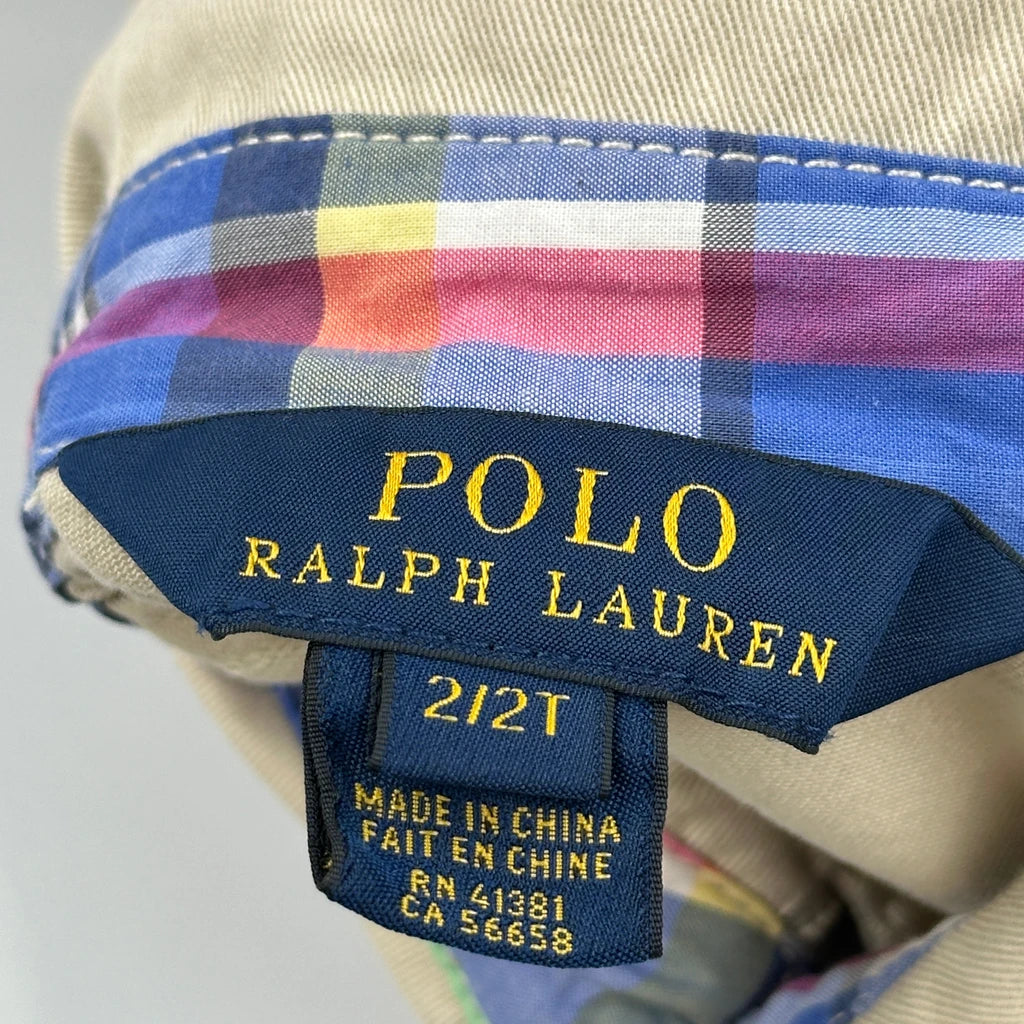 POLO
RALPH LAUREN
2/2T
MADE IN CHINA
FAIT EN CHINE
RN 41381
CA 56658